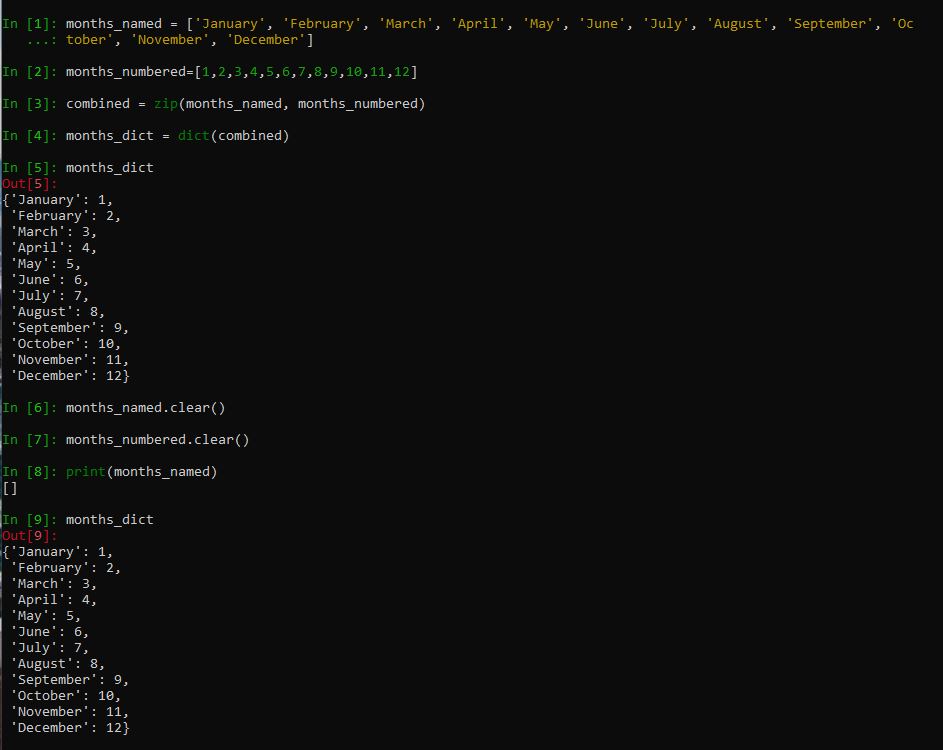 In [1]: months_named = ['January', 'February', 'March', 'April', 'May', 'June', 'July', 'August', 'September', 'Oc
   ...: tober', 'November', 'December']
In [2]: months_numbered=[1,2,3,4,5,6,7,8,9,10,11,12]
In [3]: combined = zip(months_named, months_numbered)
In [4]: months_dict = dict(combined)
In [5]: months_dict
Out[5]:
{'January': 1,
 'February': 2,
 'March': 3,
 'April': 4,
 'May': 5,
 'June': 6,
 'July': 7,
 'August': 8,
 'September': 9,
 'October': 10,
 'November': 11,
 'December': 12}
In [6]: months_named.clear()
In [7]: months_numbered.clear()
In [8]: print(months_named)
[]
In [9]: months_dict
Out[9]:
{'January': 1,
 'February': 2,
 'March': 3,
 'April': 4,
 'May': 5,
 'June': 6,
 'July': 7,
 'August': 8,
 'September': 9,
 'October': 10,
 'November': 11,
 'December': 12}